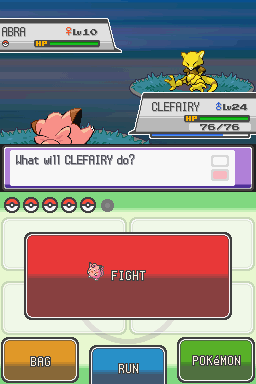 ABRA ♀Lv10
HP
CLEFAIRY ♂Lv24
HP
76/76
What will CLEFAIRY do?
FIGHT
BAG
RUN
POKéMON